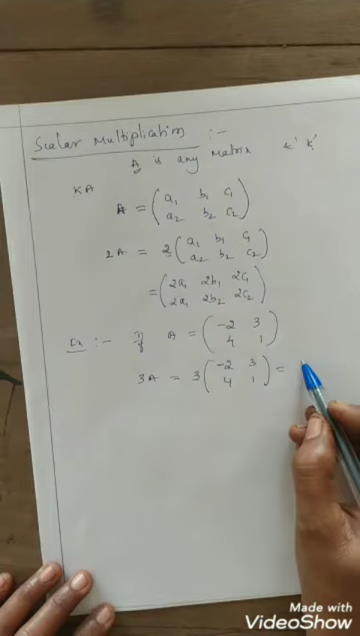 Scalar Multiplication :-
A is any matrix 'k'
KA
A = ( a₁ b₁ c₁
a₂ b₂ c₂ )
2A = 2 ( a₁ b₁ c₁
a₂ b₂ c₂ )
= ( 2a₁ 2b₁ 2c₁
2a₁ 2b₂ 2c₂ )
Ex :- If A = ( -2 3
4 1 )
3A = 3 ( -2 3
4 1 ) =
Made with
VideoShow